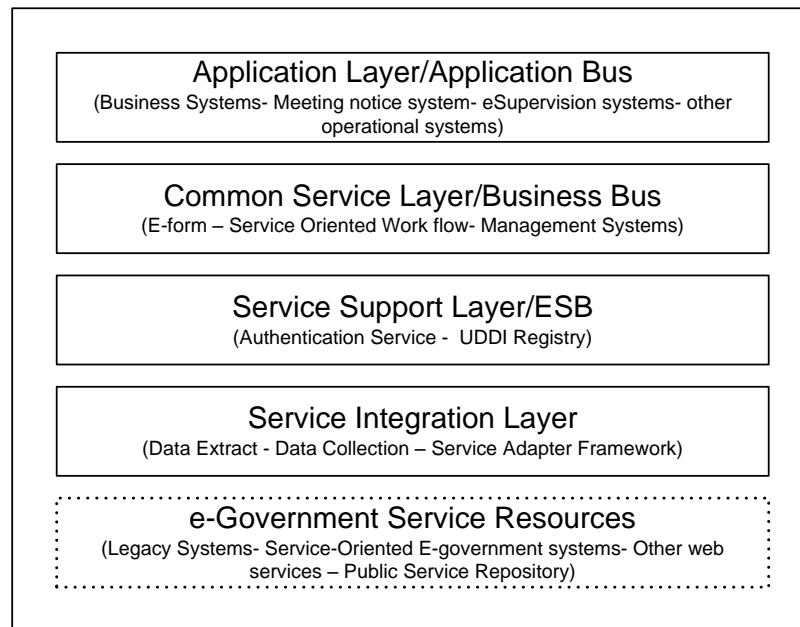 Application Layer/Application Bus
(Business Systems- Meeting notice system- eSupervision systems- other
operational systems)
Common Service Layer/Business Bus
(E-form – Service Oriented Work flow- Management Systems)
Service Support Layer/ESB
(Authentication Service -  UDDI Registry)
Service Integration Layer
(Data Extract - Data Collection – Service Adapter Framework)
e-Government Service Resources
(Legacy Systems- Service-Oriented E-government systems- Other web
services – Public Service Repository)